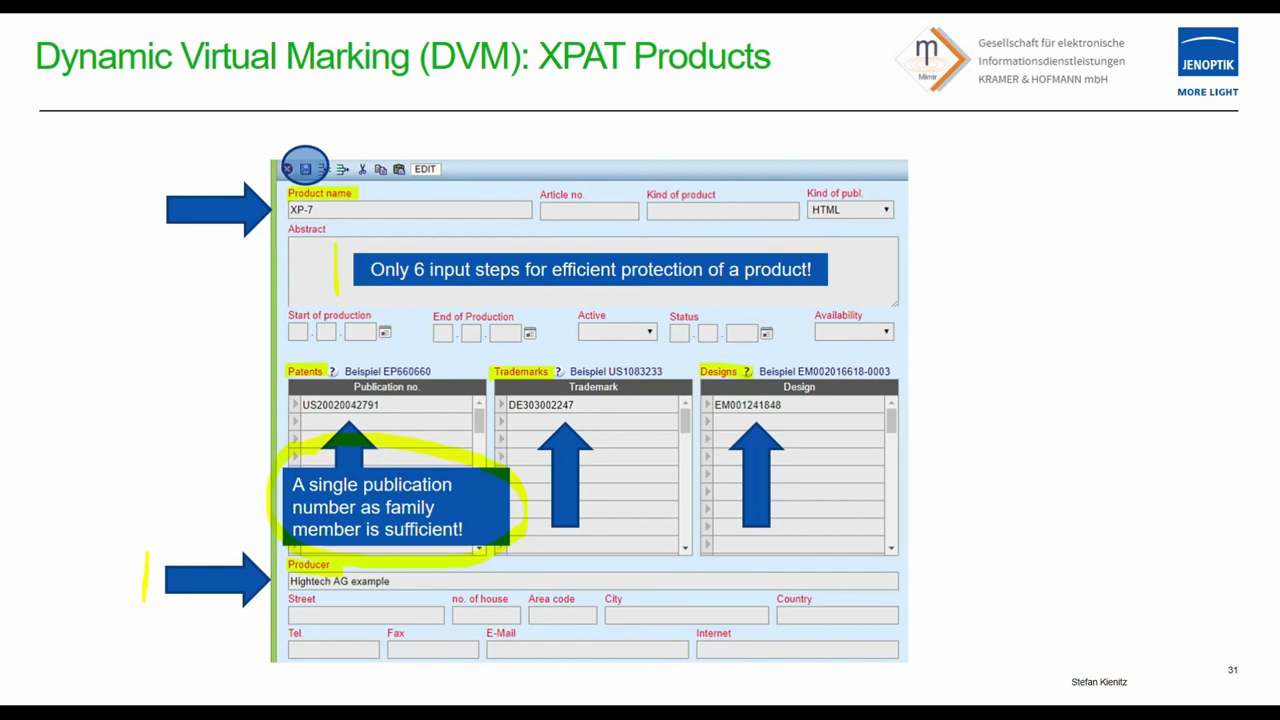 Dynamic Virtual Marking (DVM): XPAT Products
m
Mimir
Gesellschaft für elektronische
Informationsdienstleistungen
KRAMER & HOFMANN mbH
JENOPTIK
MORE LIGHT
EDIT
Product name
Article no.
Kind of product
Kind of publ.
XP-7
HTML
Abstract
Only 6 input steps for efficient protection of a product!
Start of production
End of Production
Active
Status
Availability
. .
. .
. .
Patents ? Beispiel EP660660
Trademarks ? Beispiel US1083233
Designs ? Beispiel EM002016618-0003
Publication no.
Trademark
Design
US20020042791
DE303002247
EM001241848
A single publication
number as family
member is sufficient!
Producer
Hightech AG example
Street
no. of house
Area code
City
Country
Tel.
Fax
E-Mail
Internet
31
Stefan Kienitz